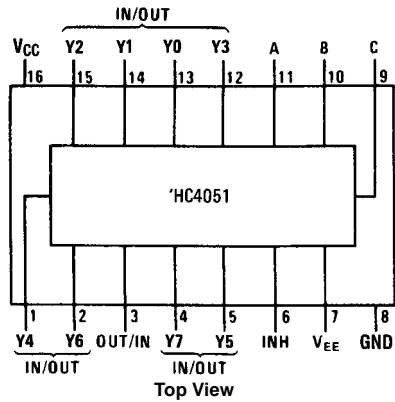 IN/OUT
VCC Y2 Y1 Y0 Y3 A B C
16 15 14 13 12 11 10 9
'HC4051
1 2 3 4 5 6 7 8
Y4 Y6 OUT/IN Y7 Y5 INH VEE GND
IN/OUT IN/OUT
Top View